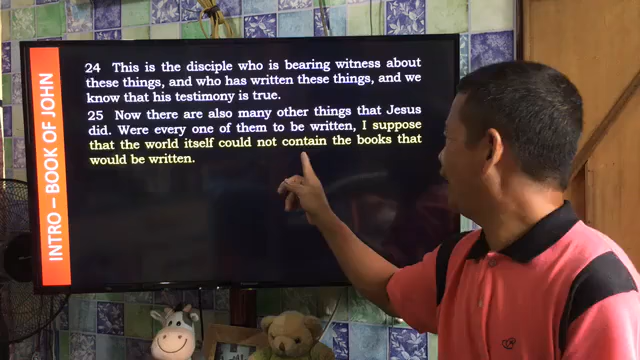 INTRO – BOOK OF JOHN
24 This is the disciple who is bearing witness about
these things, and who has written these things, and we
know that his testimony is true.
25 Now there are also many other things that Jesus
did. Were every one of them to be written, I suppose
that the world itself could not contain the books that
would be written.